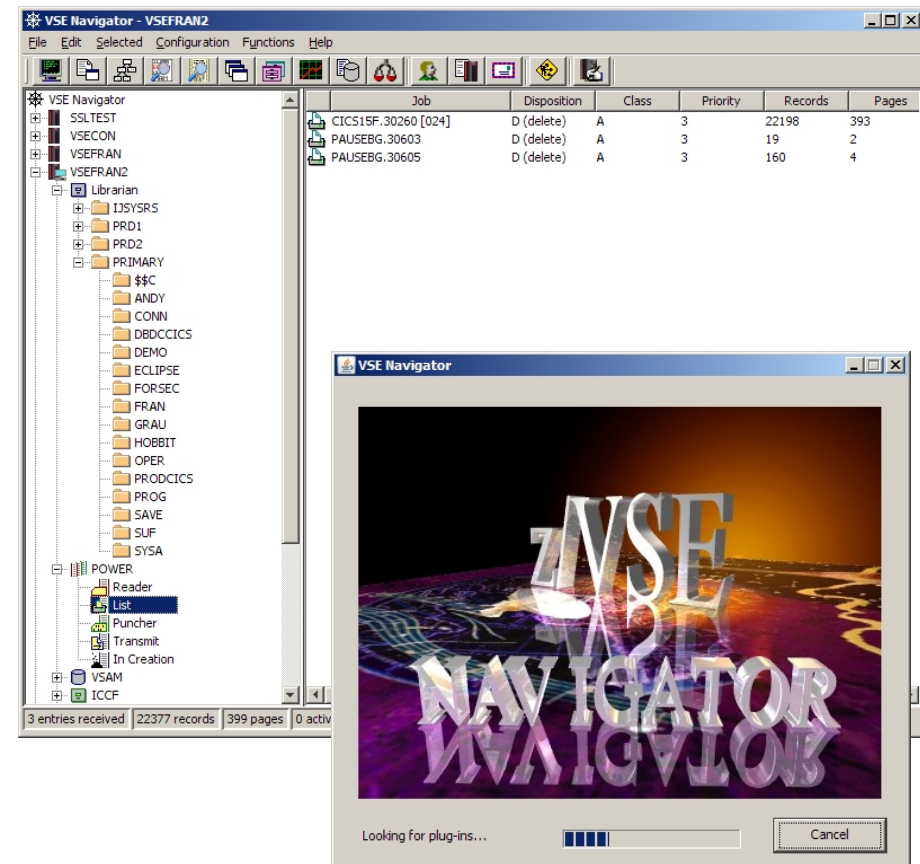 VSE Navigator - VSEFRAN2
File Edit Selected Configuration Functions Help
VSE Navigator
SSLTEST
VSECON
VSEFRAN
VSEFRAN2
Librarian
IJSYSRS
PRD1
PRD2
PRIMARY
$$C
ANDY
CONN
DBDCCICS
DEMO
ECLIPSE
FORSEC
FRAN
GRAU
HOBBIT
OPER
PRODCICS
PROG
SAVE
SUF
SYSA
POWER
Reader
List
Puncher
Transmit
In Creation
VSAM
ICCF
Job Disposition Class Priority Records Pages
CICS15F.30260 [024] D (delete) A 3 22198 393
PAUSEBG.30603 D (delete) A 3 19 2
PAUSEBG.30605 D (delete) A 3 160 4
3 entries received 22377 records 399 pages 0 activ
VSE Navigator
z/VSE
NAVIGATOR
Looking for plug-ins...
Cancel